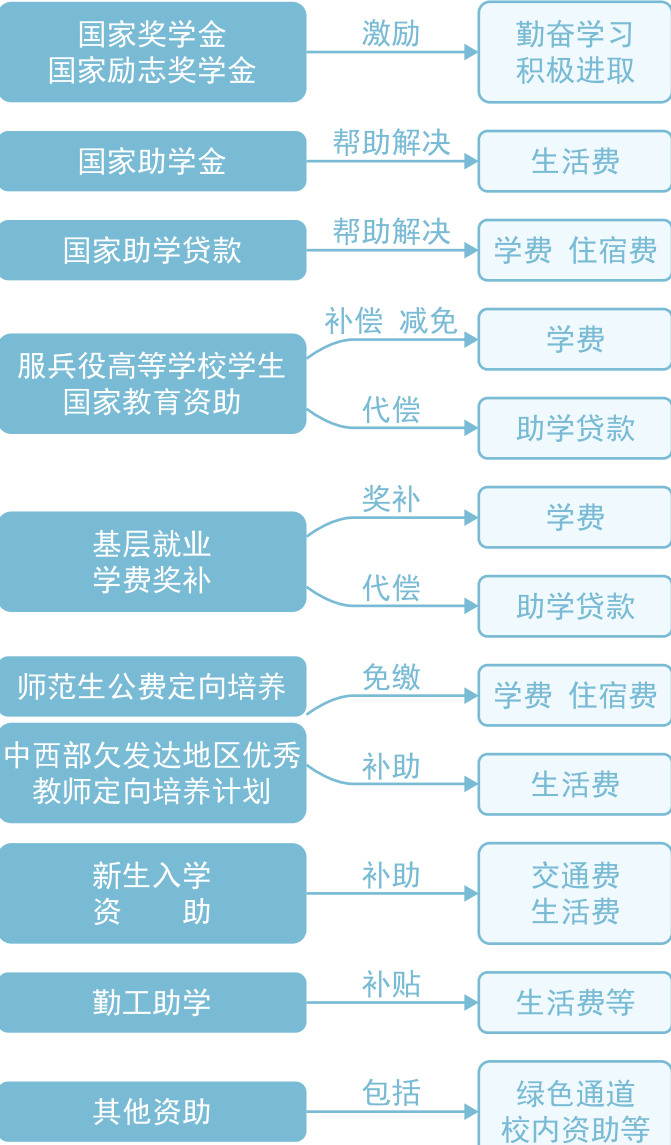 国家奖学金
国家励志奖学金
激励
勤奋学习
积极进取
国家助学金
帮助解决
生活费
国家助学贷款
帮助解决
学费 住宿费
服兵役高等学校学生
国家教育资助
补偿 减免
学费
代偿
助学贷款
基层就业
学费奖补
奖补
学费
代偿
助学贷款
师范生公费定向培养
中西部欠发达地区优秀
教师定向培养计划
免缴
学费 住宿费
补助
生活费
新生入学
资 助
补助
交通费
生活费
勤工助学
补贴
生活费等
其他资助
包括
绿色通道
校内资助等